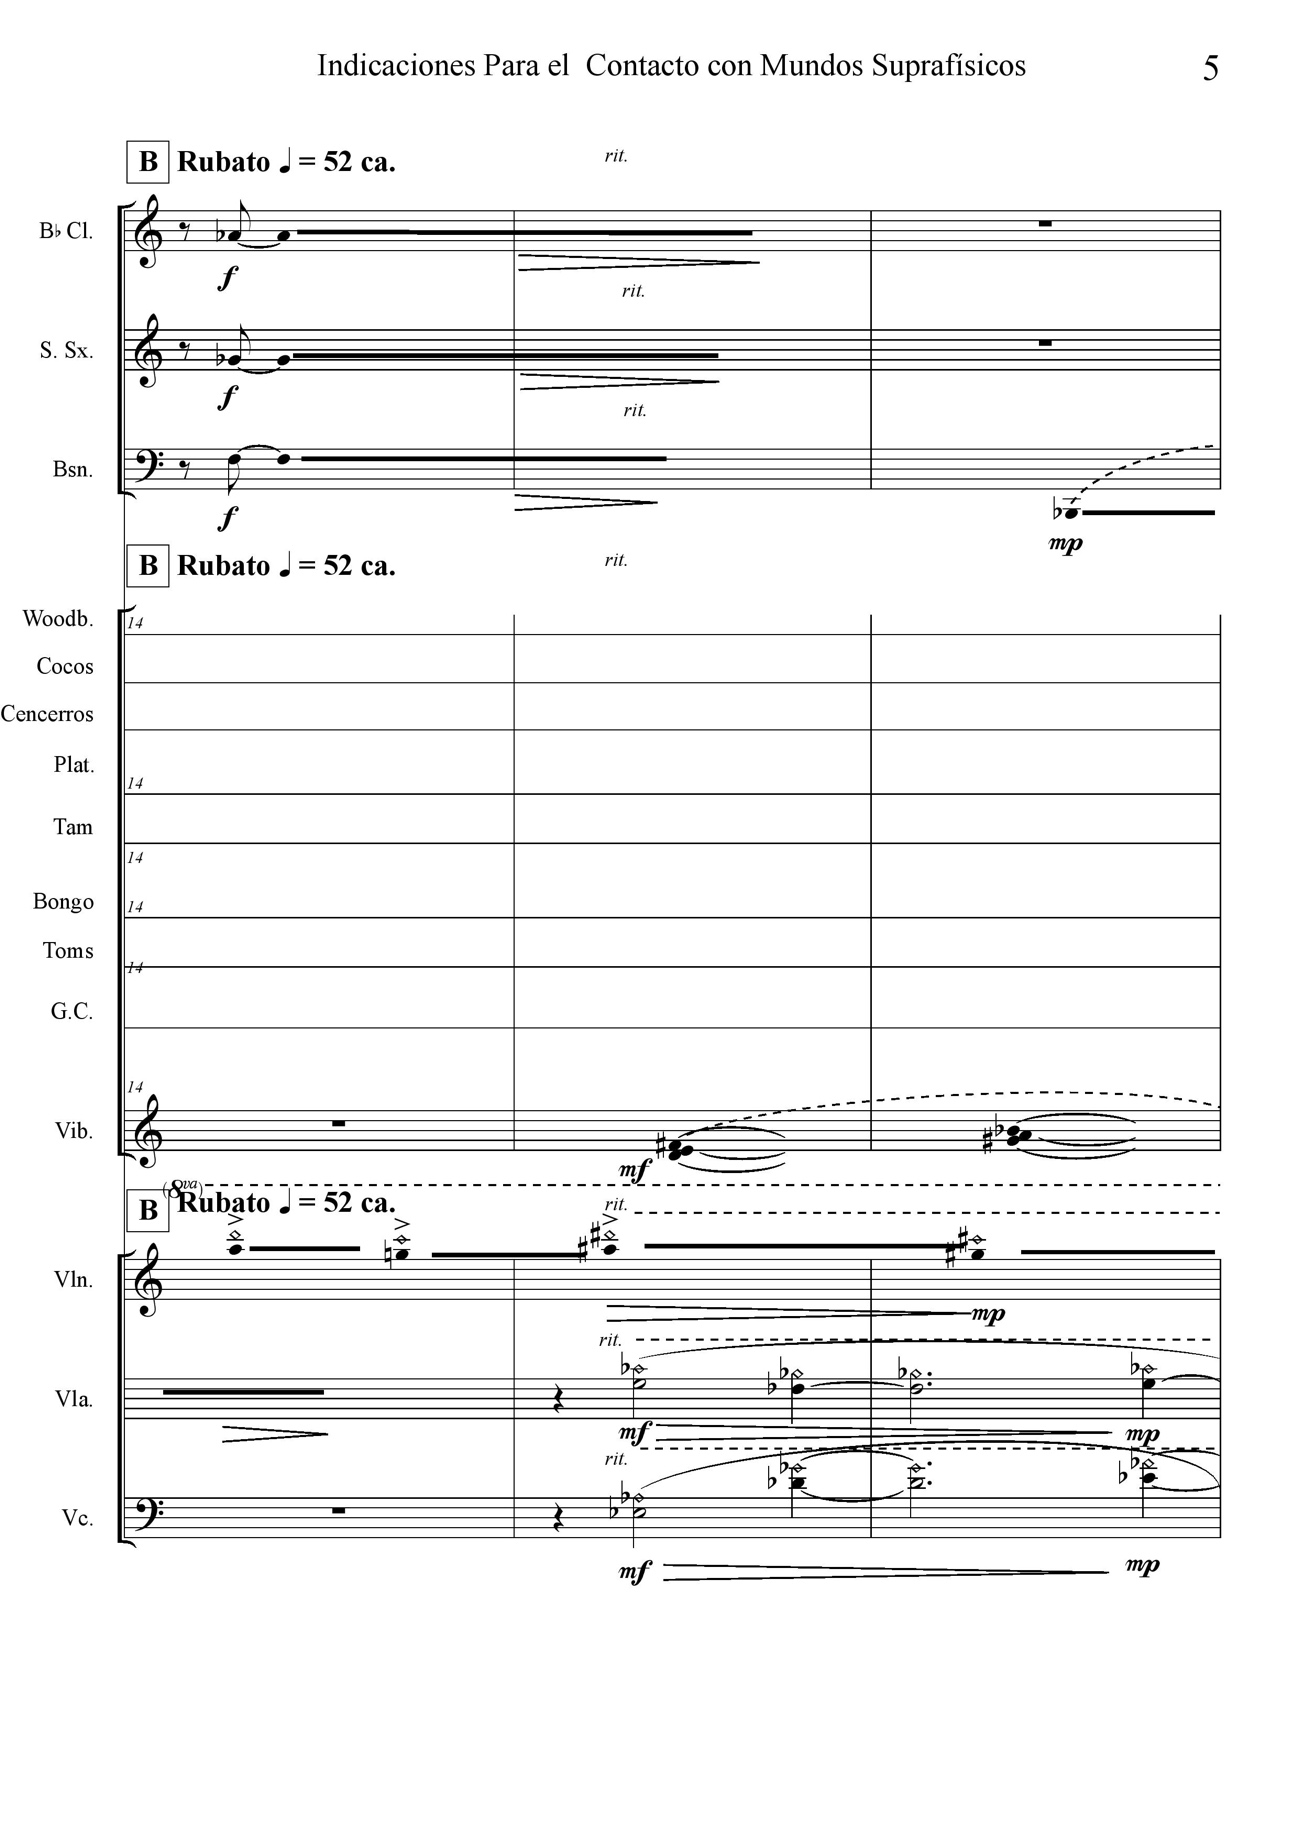 Indicaciones Para el  Contacto con Mundos Suprafísicos
5
B Rubato ♩ = 52 ca.
rit.
B♭ Cl.
f
rit.
S. Sx.
f
rit.
Bsn.
f
mp
B Rubato ♩ = 52 ca.
rit.
Woodb.
14
Cocos
Cencerros
Plat.
14
Tam
14
Bongo
14
Toms
14
G.C.
14
Vib.
mf
(8va)
B Rubato ♩ = 52 ca.
rit.
Vln.
mp
rit.
Vla.
mf
mp
rit.
Vc.
mf
mp